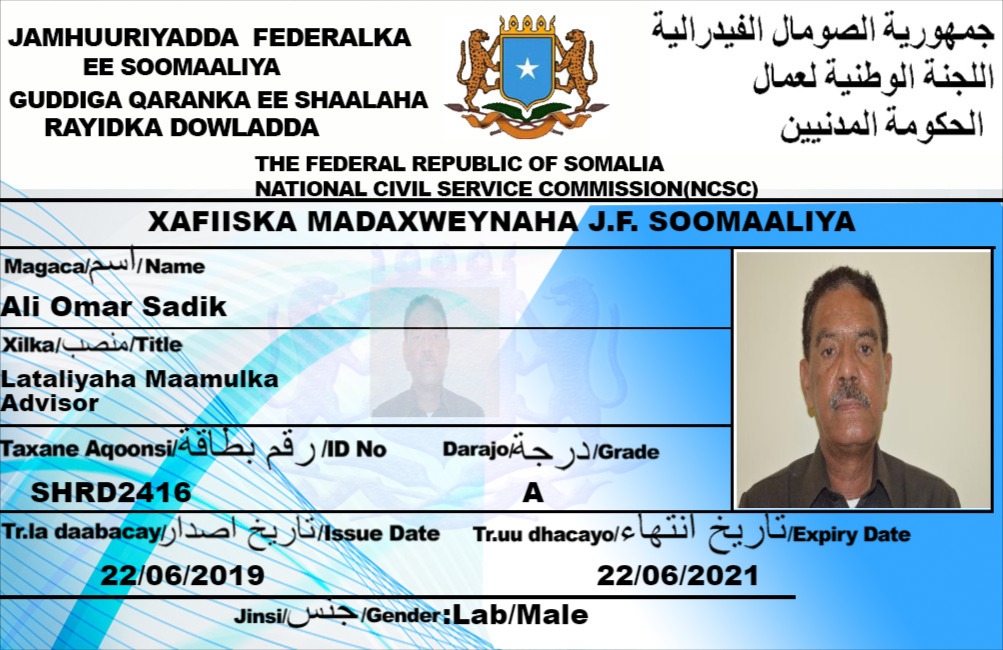 JAMHUURIYADDA FEDERALKA
EE SOOMAALIYA
GUDDIGA QARANKA EE SHAALAHA
RAYIDKA DOWLADDA
جمهورية الصومال الفيدرالية
اللجنة الوطنية لعمال
الحكومة المدنيين
THE FEDERAL REPUBLIC OF SOMALIA
NATIONAL CIVIL SERVICE COMMISSION(NCSC)
XAFIISKA MADAXWEYNAHA J.F. SOOMAALIYA
Magaca/أسم/Name
Ali Omar Sadik
Xilka/منصب/Title
Lataliyaha Maamulka
Advisor
Taxane Aqoonsi/رقم بطاقة/ID No
Darajo/درجة/Grade
SHRD2416
A
Tr.la daabacay/تاريخ اصدار/Issue Date
Tr.uu dhacayo/تاريخ انتهاء/Expiry Date
22/06/2019
22/06/2021
Jinsi/جنس/Gender:Lab/Male